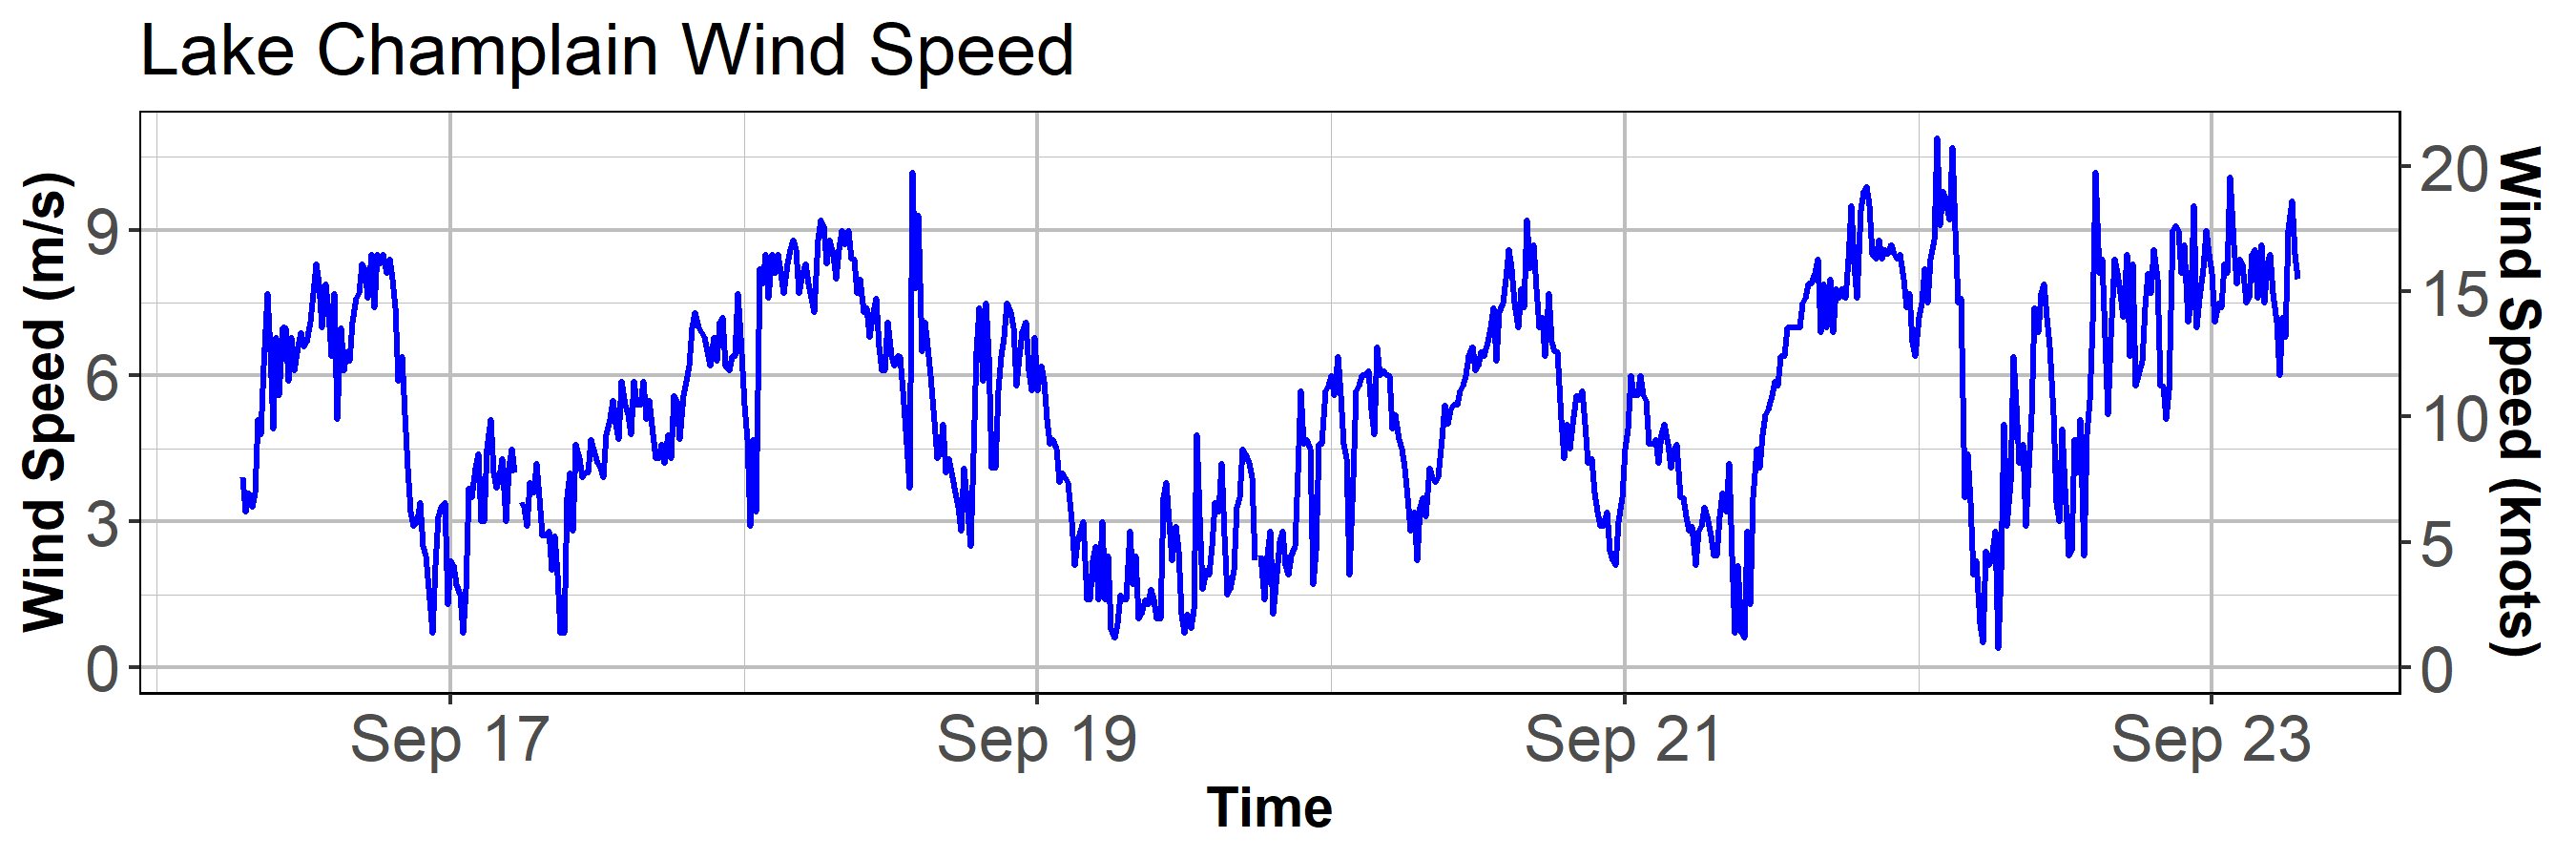 Lake Champlain Wind Speed
Wind Speed (m/s)
9
6
3
0
20
15
10
5
0
Wind Speed (knots)
Sep 17
Sep 19
Sep 21
Sep 23
Time